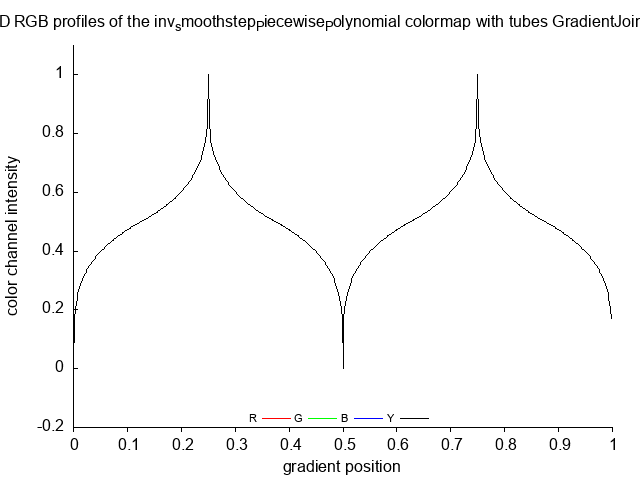 D RGB profiles of the inv_smoothstep_Piecewise_Polynomial colormap with tubes GradientJoin
1
0.8
0.6
0.4
0.2
0
-0.2
color channel intensity
R G B Y
0 0.1 0.2 0.3 0.4 0.5 0.6 0.7 0.8 0.9 1
gradient position